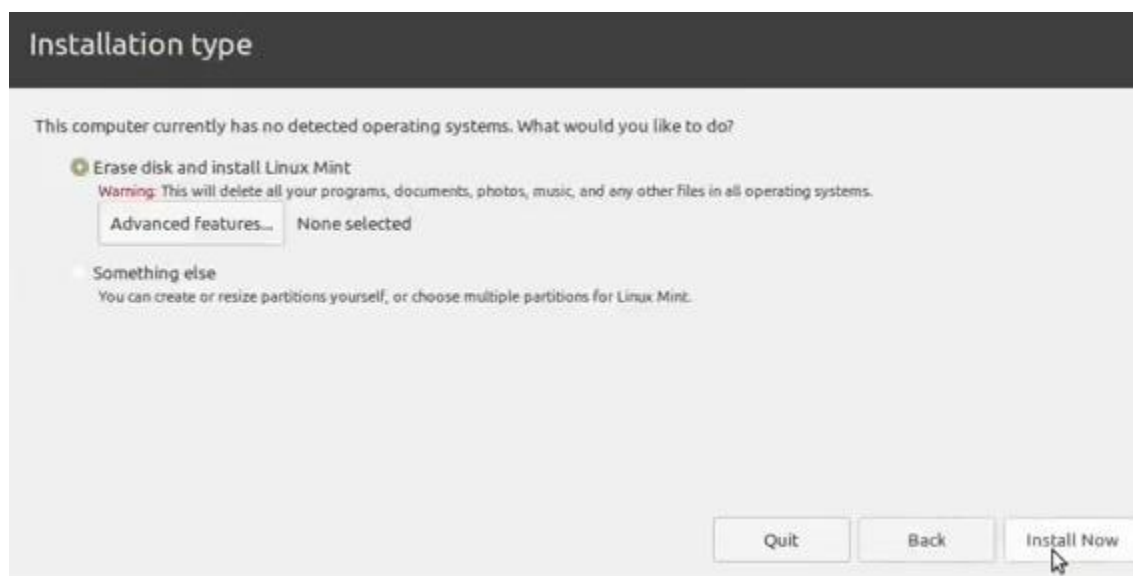 Installation type
This computer currently has no detected operating systems. What would you like to do?
Erase disk and install Linux Mint
Warning: This will delete all your programs, documents, photos, music, and any other files in all operating systems.
Advanced features... None selected
Something else
You can create or resize partitions yourself, or choose multiple partitions for Linux Mint.
Quit Back Install Now